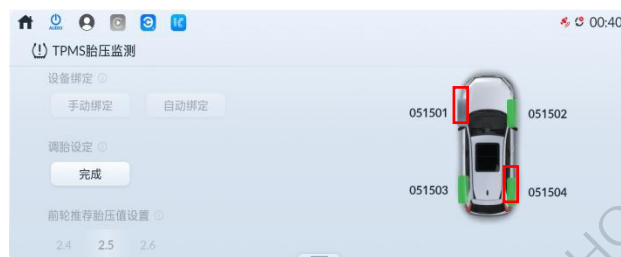 AUDIO
00:40
TPMS胎压监测
设备绑定
手动绑定 自动绑定
051501 051502
调胎设定
完成
051503 051504
前轮推荐胎压值设置
2.4 2.5 2.6